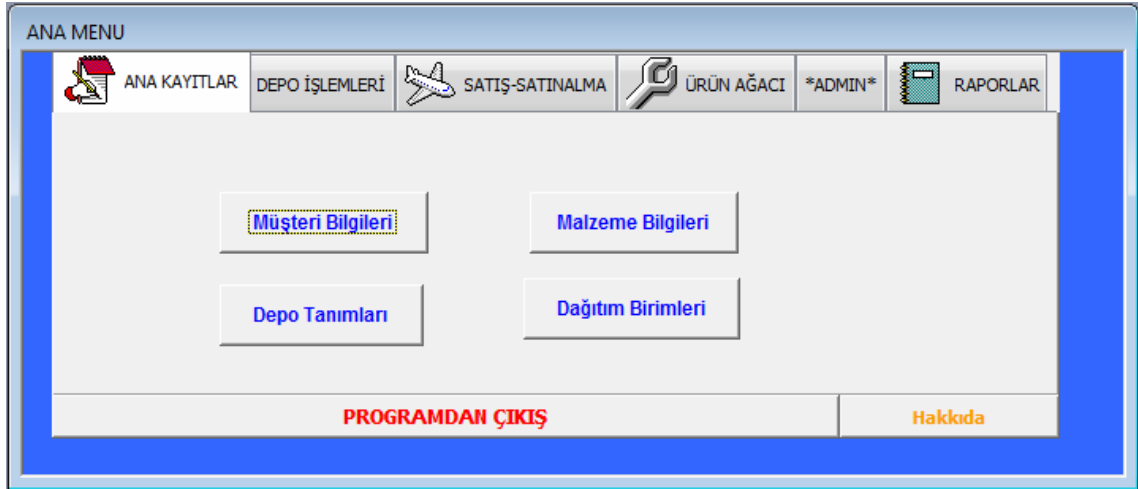 ANA MENU
ANA KAYITLAR DEPO İŞLEMLERİ SATIŞ-SATINALMA ÜRÜN AĞACI *ADMIN* RAPORLAR
Müşteri Bilgileri Malzeme Bilgileri
Depo Tanımları Dağıtım Birimleri
PROGRAMDAN ÇIKIŞ Hakkıda